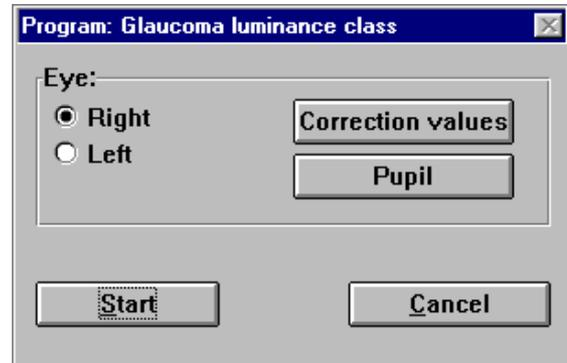 Program: Glaucoma luminance class
Eye:
Right
Left
Correction values
Pupil
Start
Cancel